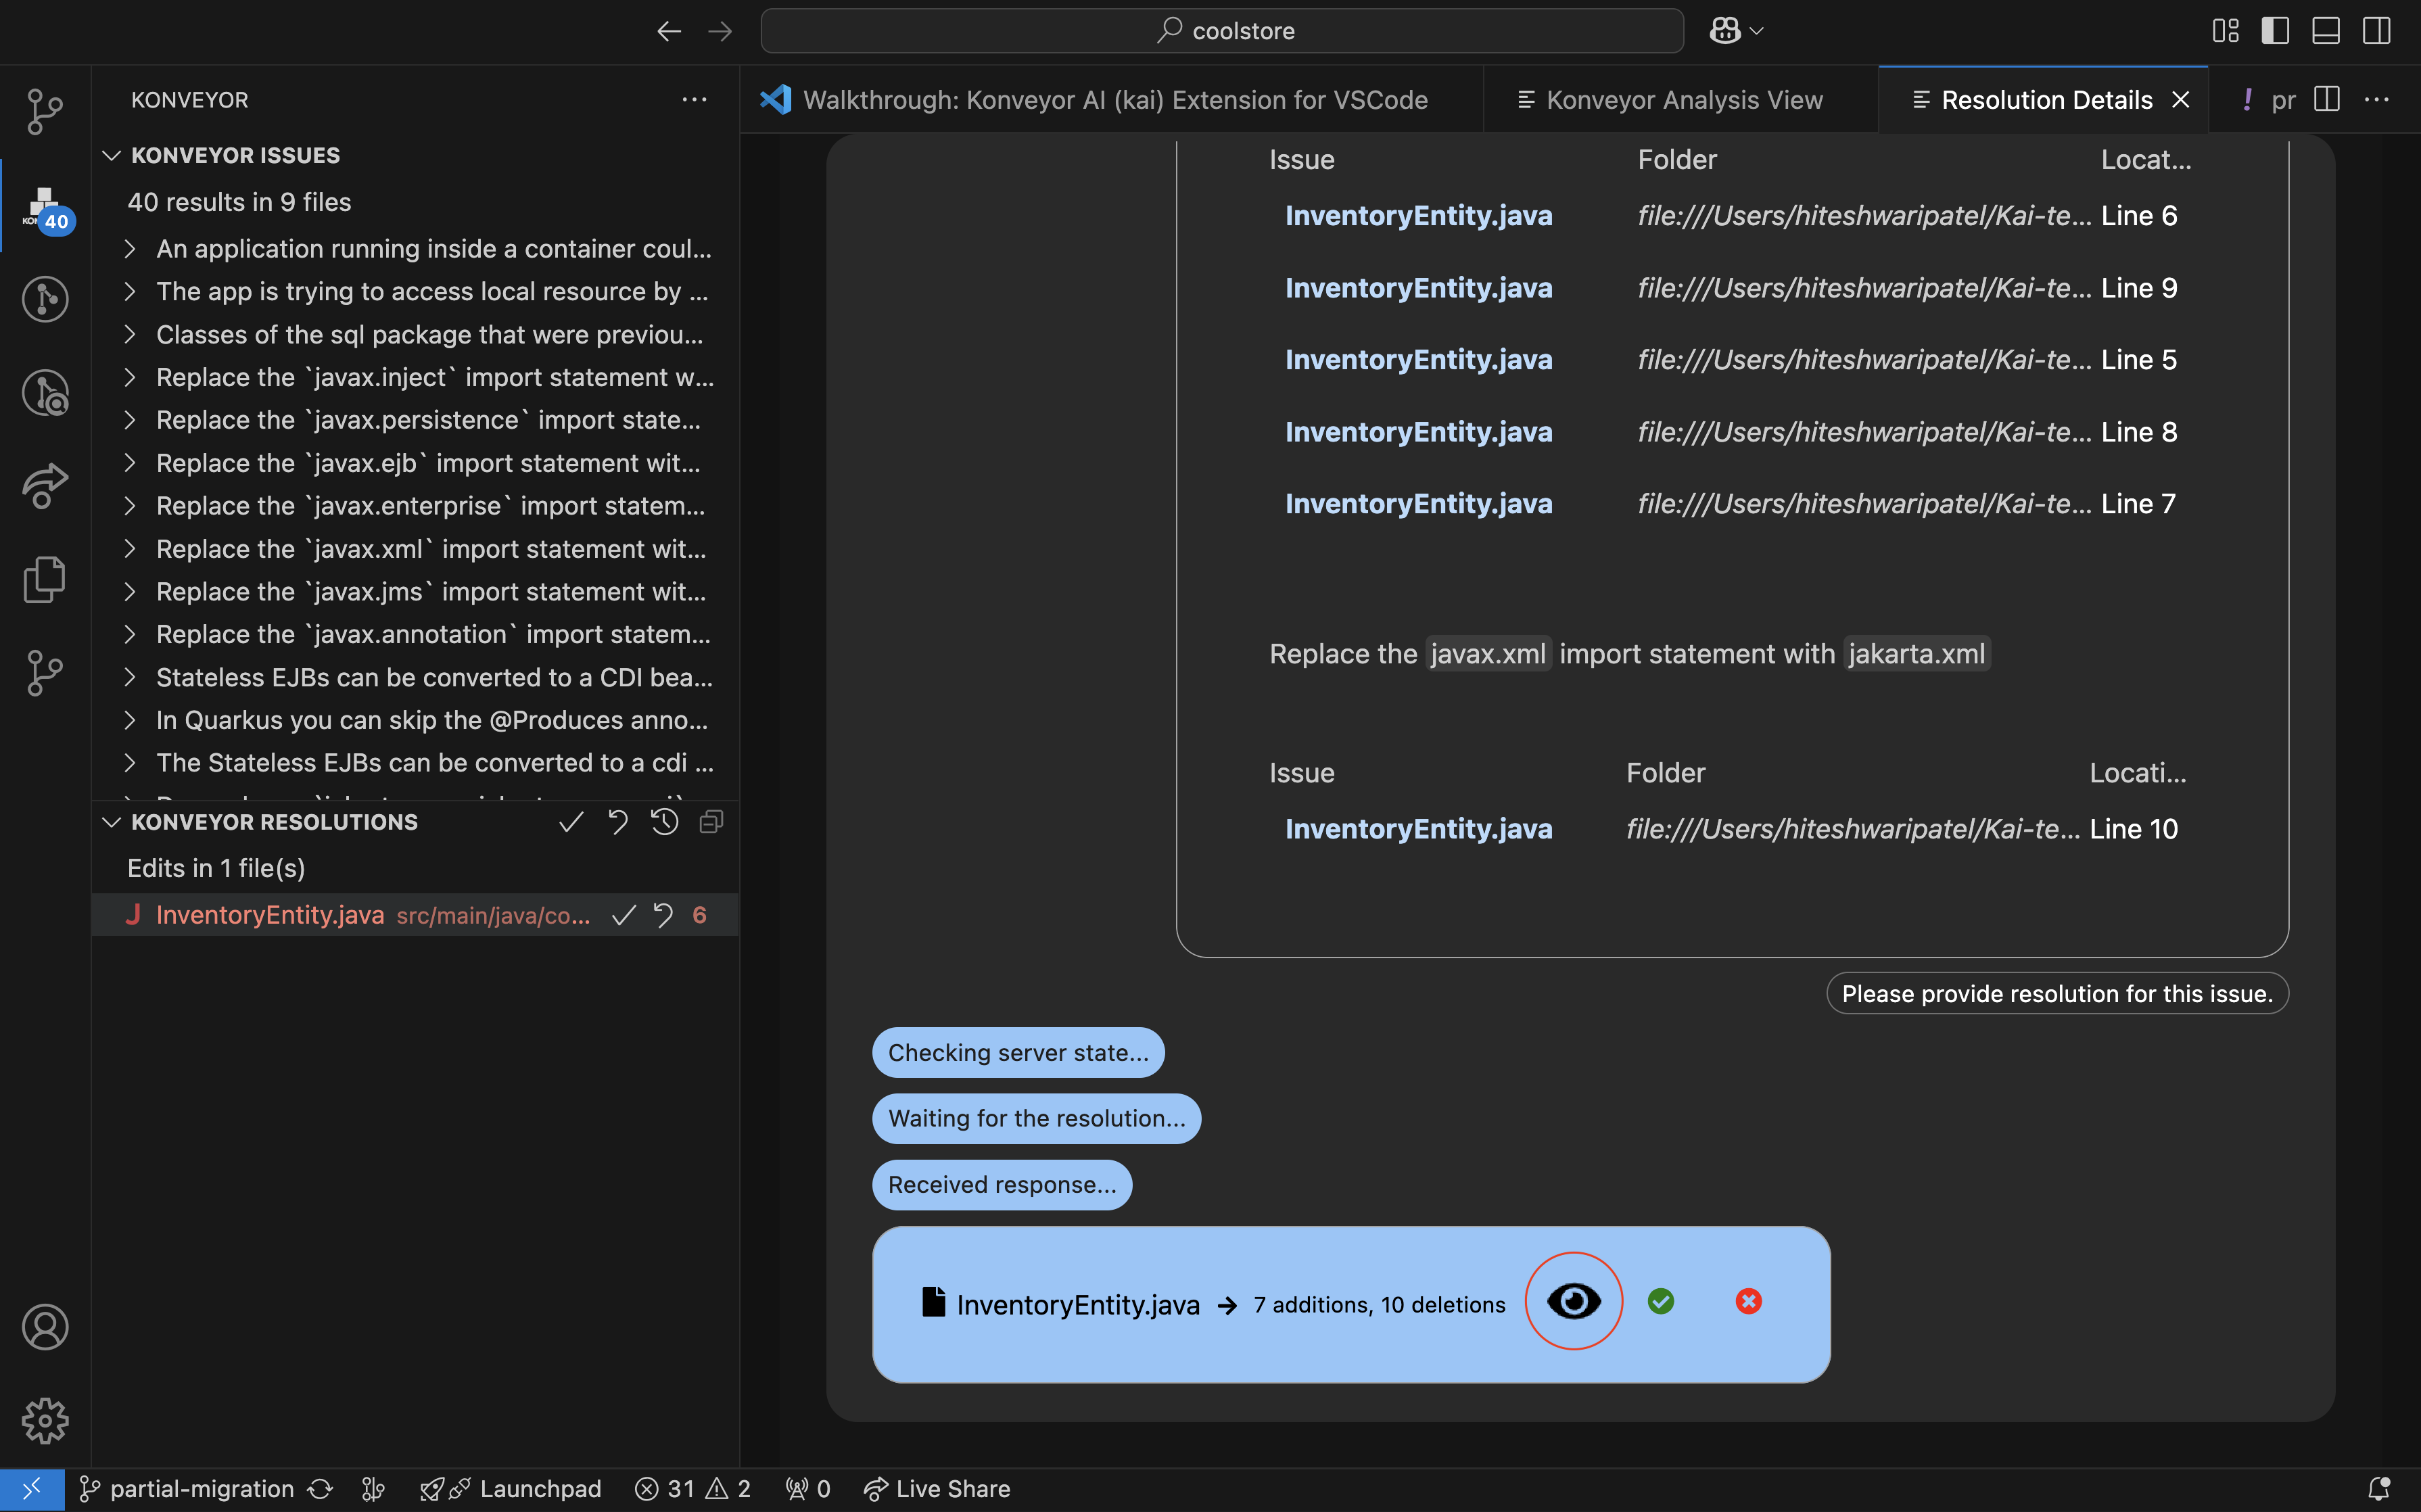 coolstore
KONVEYOR
Walkthrough: Konveyor AI (kai) Extension for VSCode
Konveyor Analysis View
Resolution Details
! pr
KONVEYOR ISSUES
40 results in 9 files
40
An application running inside a container coul...
The app is trying to access local resource by ...
Classes of the sql package that were previou...
Replace the `javax.inject` import statement w...
Replace the `javax.persistence` import state...
Replace the `javax.ejb` import statement wit...
Replace the `javax.enterprise` import statem...
Replace the `javax.xml` import statement wit...
Replace the `javax.jms` import statement wit...
Replace the `javax.annotation` import statem...
Stateless EJBs can be converted to a CDI bea...
In Quarkus you can skip the @Produces anno...
The Stateless EJBs can be converted to a cdi ...
KONVEYOR RESOLUTIONS
Edits in 1 file(s)
J InventoryEntity.java src/main/java/co... 6
Issue Folder Locat...
InventoryEntity.java file:///Users/hiteshwaripatel/Kai-te... Line 6
InventoryEntity.java file:///Users/hiteshwaripatel/Kai-te... Line 9
InventoryEntity.java file:///Users/hiteshwaripatel/Kai-te... Line 5
InventoryEntity.java file:///Users/hiteshwaripatel/Kai-te... Line 8
InventoryEntity.java file:///Users/hiteshwaripatel/Kai-te... Line 7
Replace the javax.xml import statement with jakarta.xml
Issue Folder Locati...
InventoryEntity.java file:///Users/hiteshwaripatel/Kai-te... Line 10
Please provide resolution for this issue.
Checking server state...
Waiting for the resolution...
Received response...
InventoryEntity.java → 7 additions, 10 deletions
partial-migration Launchpad 31 2 0 Live Share